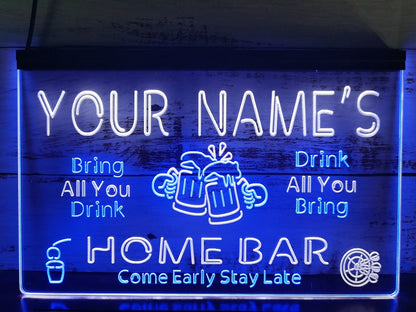 YOUR NAME'S
Bring
All You
Drink
Drink
All You
Bring
HOME BAR
Come Early Stay Late